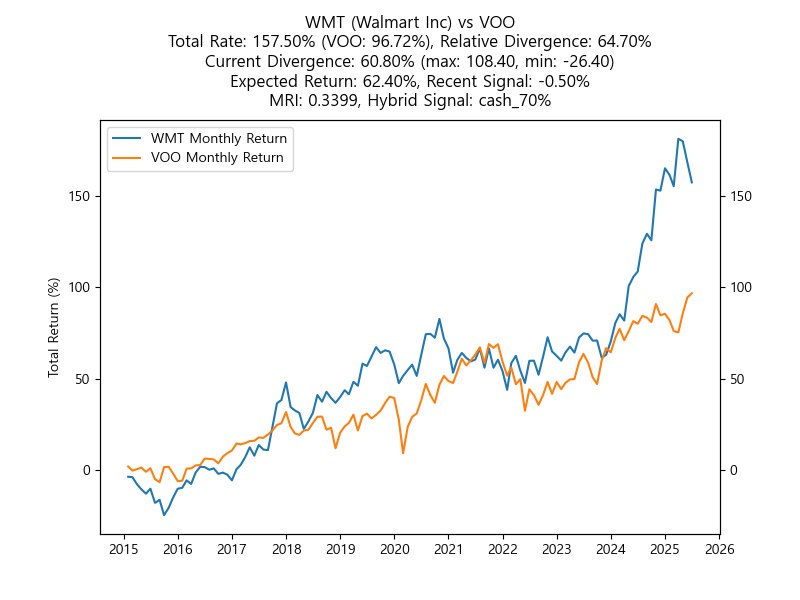 WMT (Walmart Inc) vs VOO
Total Rate: 157.50% (VOO: 96.72%), Relative Divergence: 64.70%
Current Divergence: 60.80% (max: 108.40, min: -26.40)
Expected Return: 62.40%, Recent Signal: -0.50%
MRI: 0.3399, Hybrid Signal: cash_70%
WMT Monthly Return
VOO Monthly Return
Total Return (%)
150
100
50
0
150
100
50
0
2015 2016 2017 2018 2019 2020 2021 2022 2023 2024 2025 2026